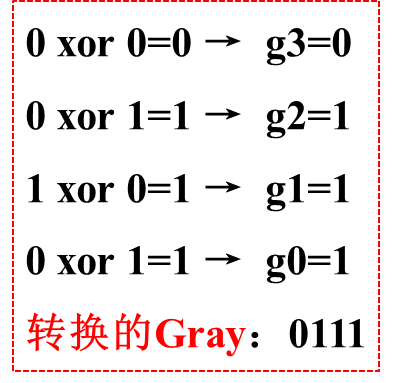 0 xor 0=0 → g3=0
0 xor 1=1 → g2=1
1 xor 0=1 → g1=1
0 xor 1=1 → g0=1
转换的Gray：0111